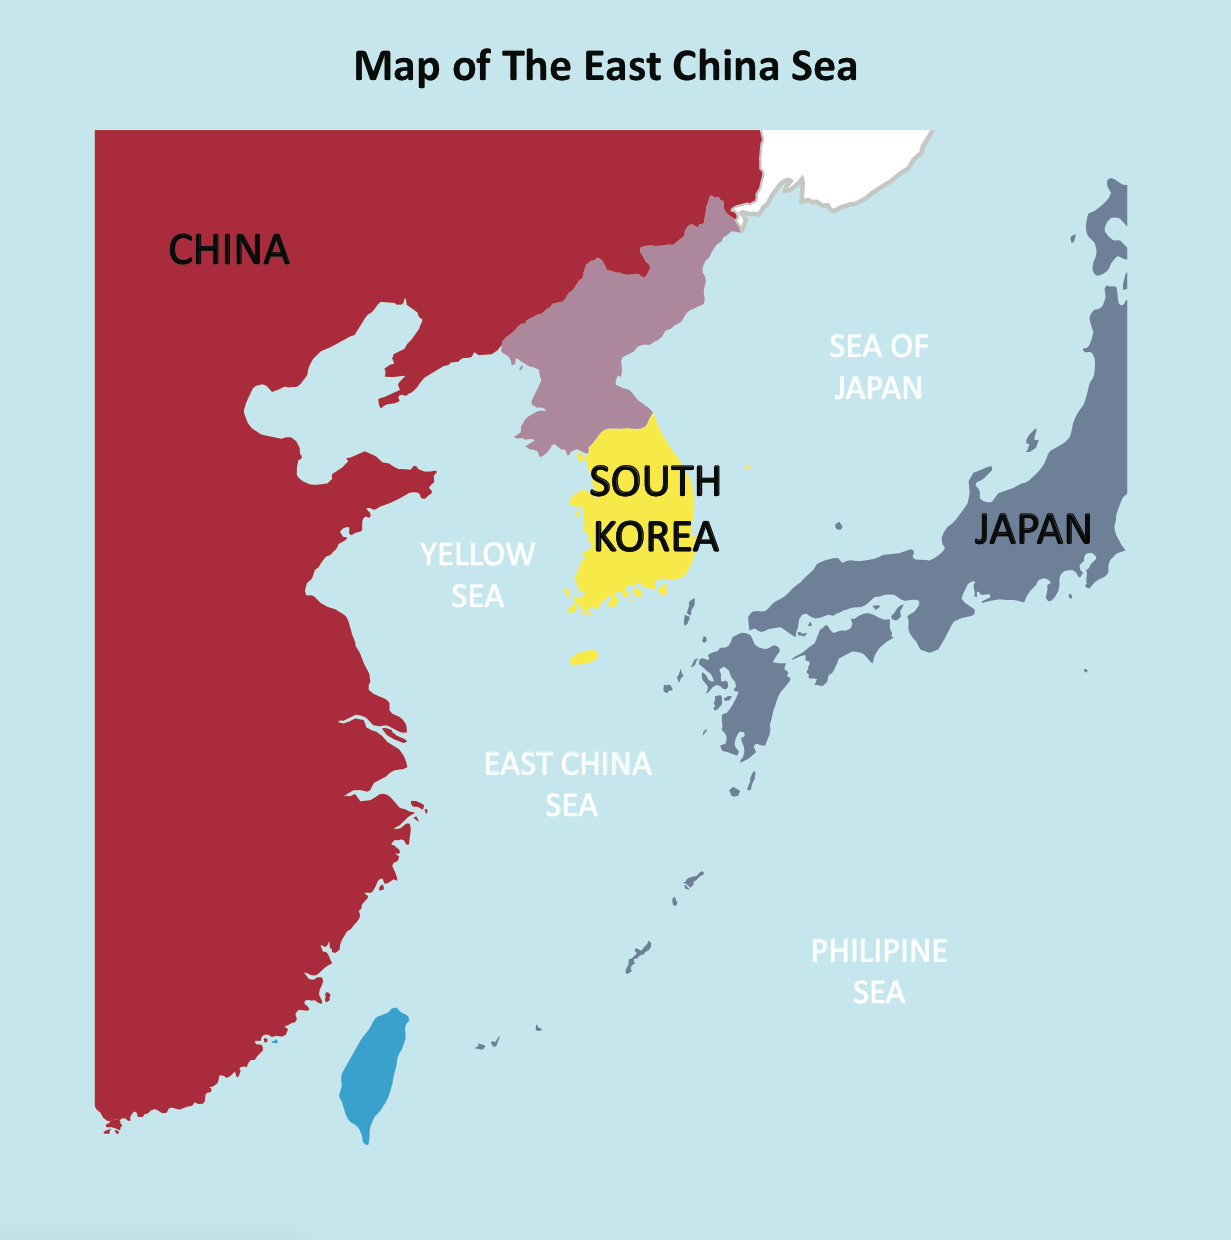 Map of The East China Sea
CHINA
SEA OF
JAPAN
SOUTH
KOREA
JAPAN
YELLOW
SEA
EAST CHINA
SEA
PHILIPINE
SEA